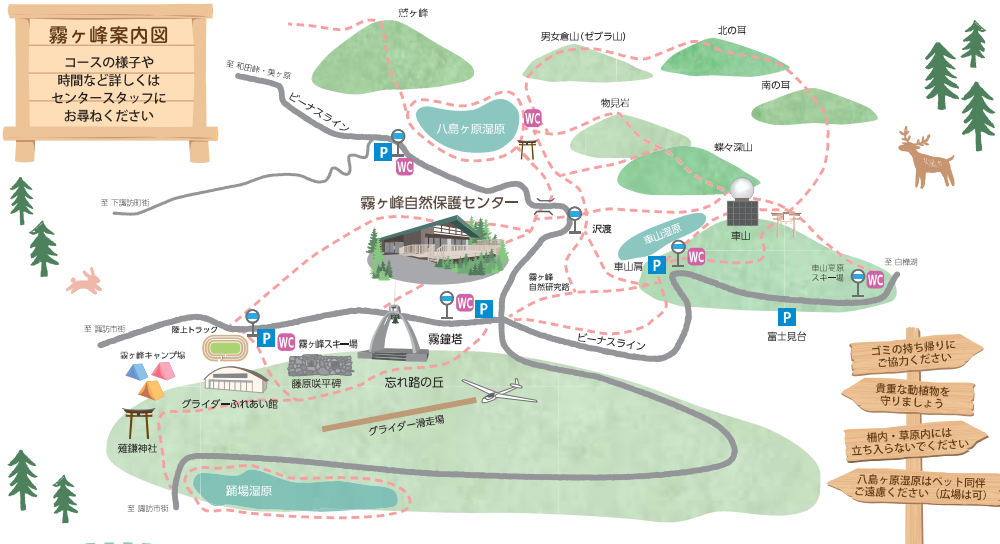 霧ヶ峰案内図
コースの様子や
時間など詳しくは
センタースタッフに
お尋ねください
鷲ヶ峰
男女倉山(ゼブラ山)
北の耳
南の耳
至 和田峠・美ヶ原
ビーナスライン
八島ヶ原湿原
WC
物見岩
蝶々深山
P
WC
至 下諏訪町街
霧ヶ峰自然保護センター
沢渡
車山湿原
車山
車山肩
P
WC
車山高原
スキー場
WC
至 白樺湖
霧ヶ峰
自然研究路
富士見台
P
至 諏訪市街
陸上トラック
P
WC
霧ヶ峰スキー場
霧鐘塔
WC
P
ビーナスライン
霧ヶ峰キャンプ場
グライダーふれあい館
藤原咲平碑
忘れ路の丘
グライダー滑走場
薙鎌神社
踊場湿原
至 諏訪市街
ゴミの持ち帰りに
ご協力ください
貴重な動植物を
守りましょう
柵内・草原内には
立ち入らないでください
八島ヶ原湿原はペット同伴
ご遠慮ください(広場は可)